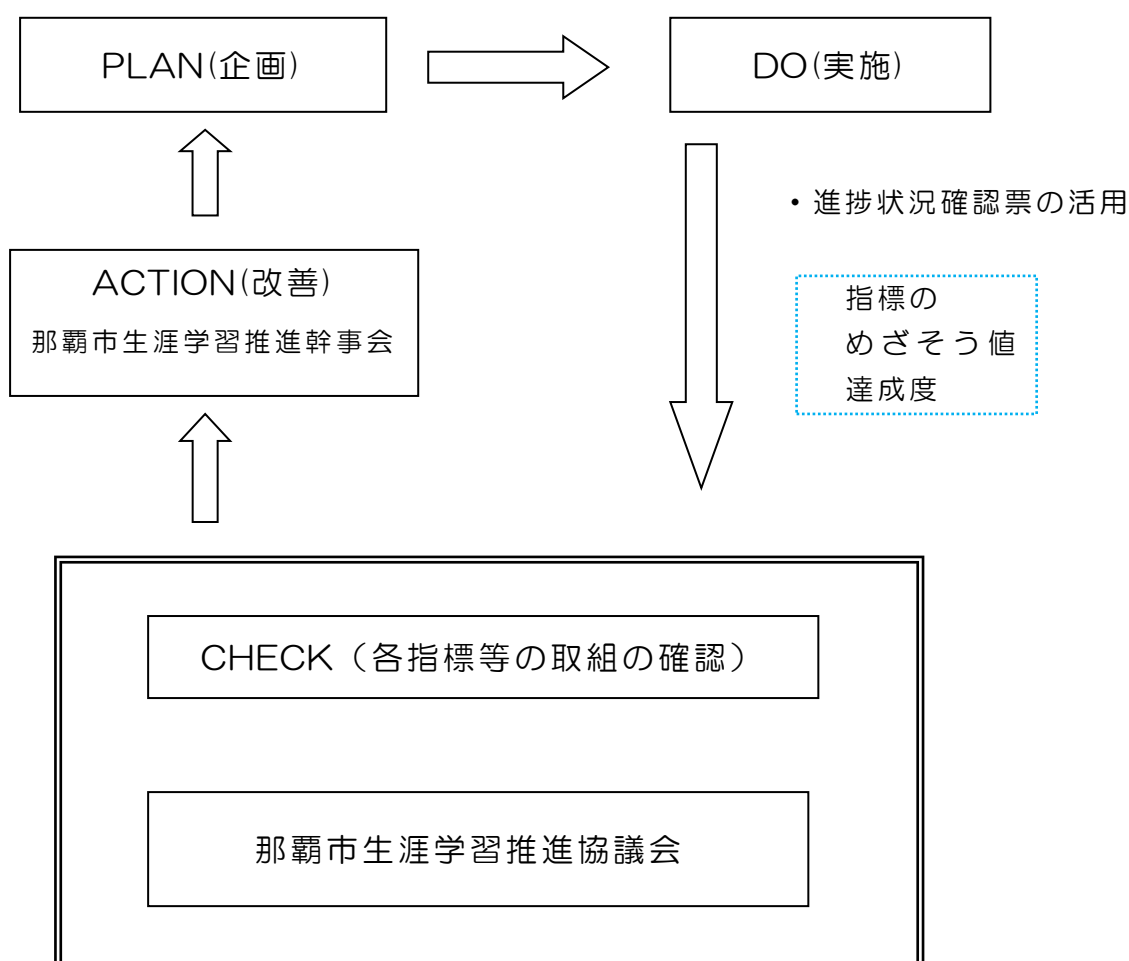 PLAN(企画)
DO(実施)
・進捗状況確認票の活用
ACTION(改善)
那覇市生涯学習推進幹事会
指標の
めざそう値
達成度
CHECK（各指標等の取組の確認）
那覇市生涯学習推進協議会